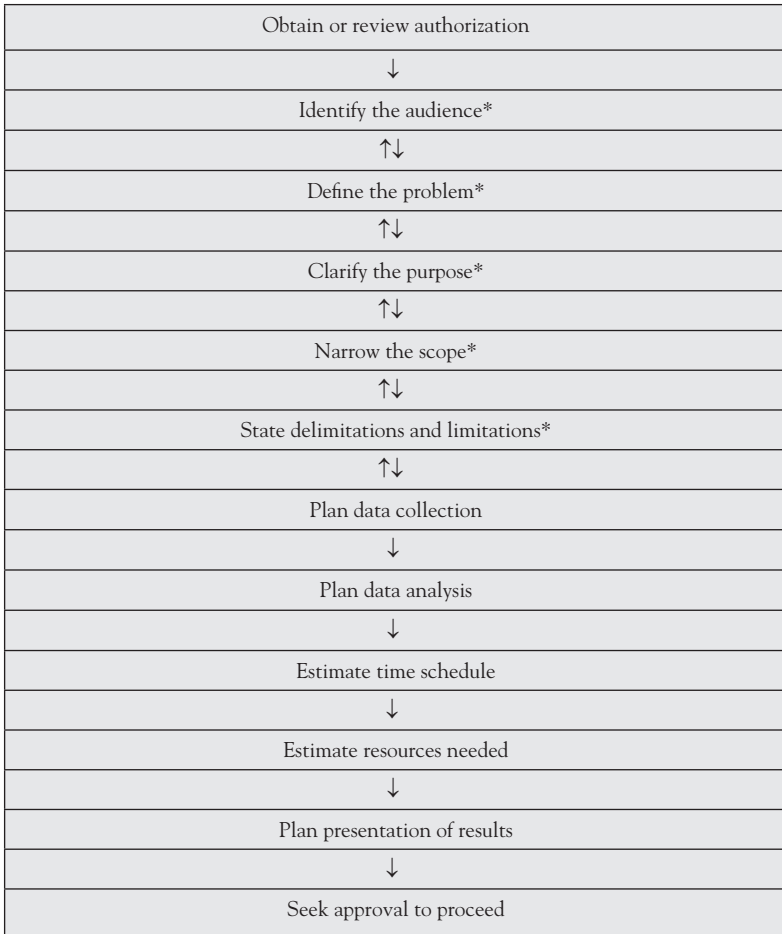 Obtain or review authorization
↓
Identify the audience*
↑↓
Define the problem*
↑↓
Clarify the purpose*
↑↓
Narrow the scope*
↑↓
State delimitations and limitations*
↑↓
Plan data collection
↓
Plan data analysis
↓
Estimate time schedule
↓
Estimate resources needed
↓
Plan presentation of results
↓
Seek approval to proceed